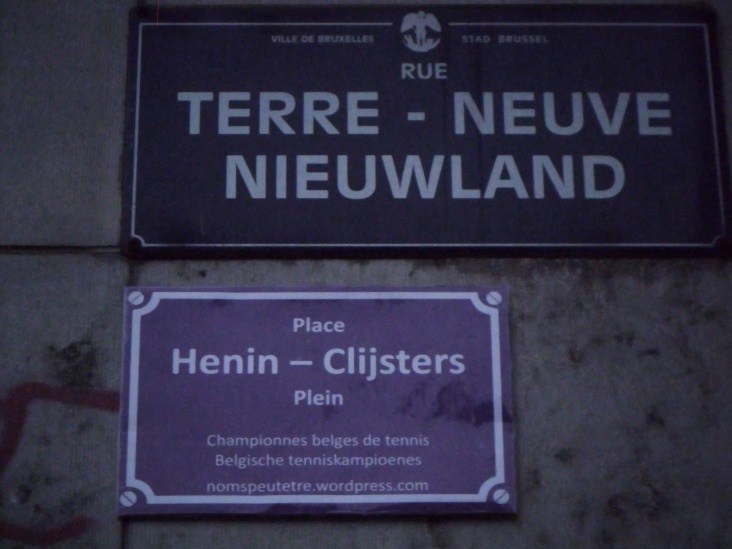 VILLE DE BRUXELLES STAD BRUSSEL
RUE
TERRE - NEUVE
NIEUWLAND
Place
Henin – Clijsters
Plein
Championnes belges de tennis
Belgische tenniskampioenes
nomspeutetre.wordpress.com